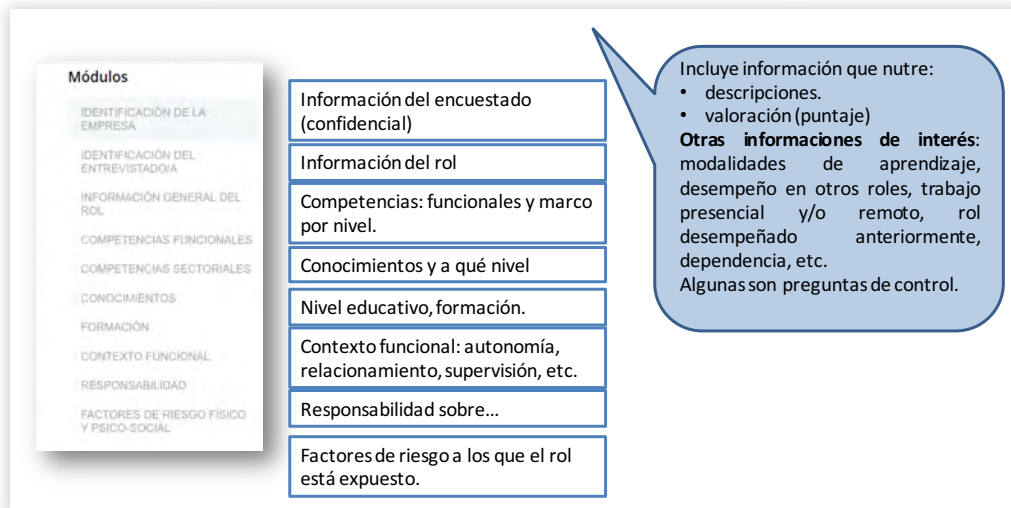 Módulos
IDENTIFICACIÓN DE LA
EMPRESA
IDENTIFICACIÓN DEL
ENTREVISTADO/A
INFORMACIÓN GENERAL DEL
ROL
COMPETENCIAS FUNCIONALES
COMPETENCIAS SECTORIALES
CONOCIMIENTOS
FORMACIÓN
CONTEXTO FUNCIONAL
RESPONSABILIDAD
FACTORES DE RIESGO FÍSICO
Y PSICO-SOCIAL
Información del encuestado
(confidencial)
Información del rol
Competencias: funcionales y marco
por nivel.
Conocimientos y a qué nivel
Nivel educativo, formación.
Contexto funcional: autonomía,
relacionamiento, supervisión, etc.
Responsabilidad sobre...
Factores de riesgo a los que el rol
está expuesto.
Incluye información que nutre:
• descripciones.
• valoración (puntaje)
Otras informaciones de interés:
modalidades de aprendizaje,
desempeño en otros roles, trabajo
presencial y/o remoto, rol
desempeñado anteriormente,
dependencia, etc.
Algunas son preguntas de control.